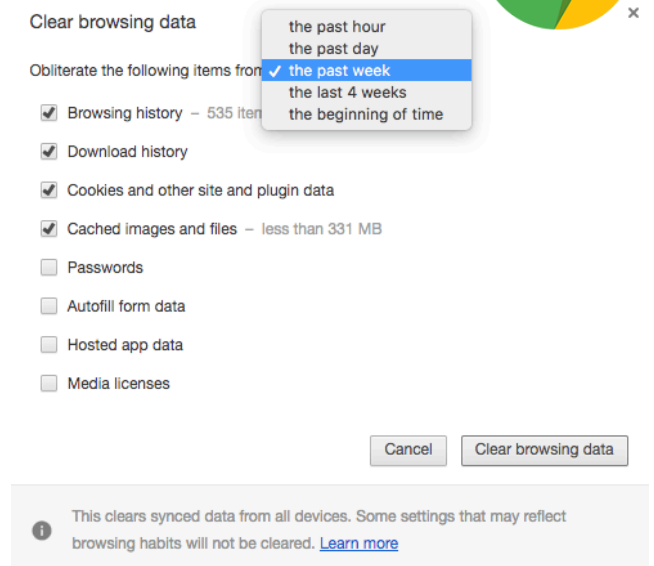 Clear browsing data
the past hour
the past day
Obliterate the following items from
✓ the past week
the last 4 weeks
the beginning of time
Browsing history – 535
Download history
Cookies and other site and plugin data
Cached images and files – less than 331 MB
Passwords
Autofill form data
Hosted app data
Media licenses
Cancel Clear browsing data
This clears synced data from all devices. Some settings that may reflect
browsing habits will not be cleared. Learn more